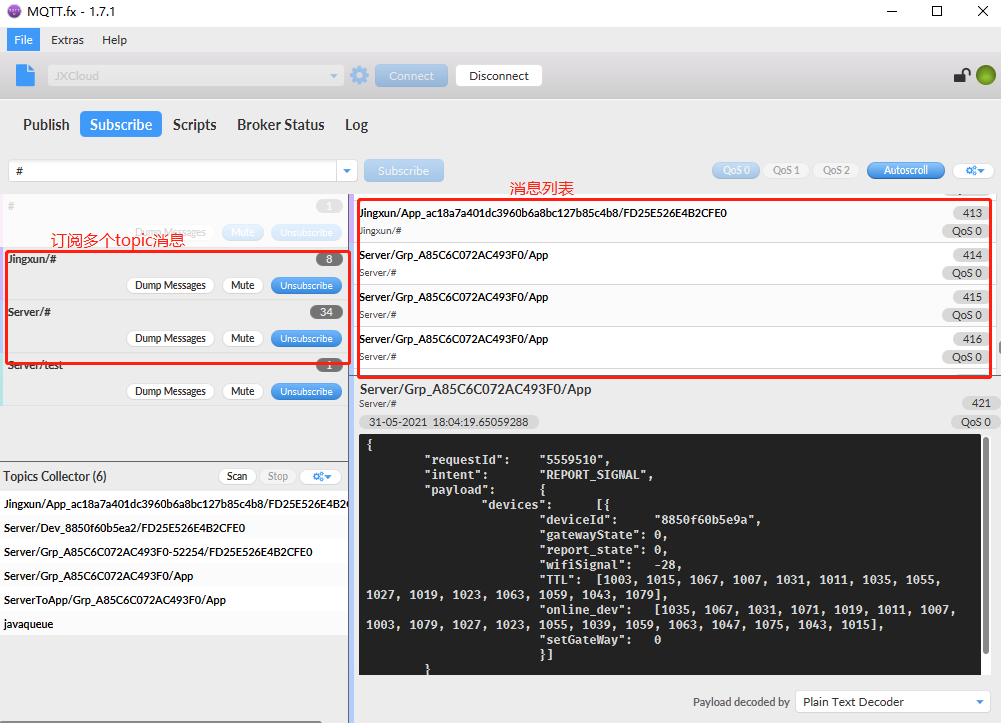 MQTT.fx - 1.7.1
File Extras Help
JXCloud Connect Disconnect
Publish Subscribe Scripts Broker Status Log
# Subscribe QoS 0 QoS 1 QoS 2 Autoscroll
消息列表
# 1
Dump Messages Mute Unsubscribe
订阅多个topic消息
Jingxun/# 8
Dump Messages Mute Unsubscribe
Server/# 34
Dump Messages Mute Unsubscribe
Server/test 1
Dump Messages Mute Unsubscribe
Jingxun/App_ac18a7a401dc3960b6a8bc127b85c4b8/FD25E526E4B2CFE0 413
Jingxun/# QoS 0
Server/Grp_A85C6C072AC493F0/App 414
Server/# QoS 0
Server/Grp_A85C6C072AC493F0/App 415
Server/# QoS 0
Server/Grp_A85C6C072AC493F0/App 416
Server/# QoS 0
Server/Grp_A85C6C072AC493F0/App
Server/# 421
31-05-2021 18:04:19.65059288 QoS 0
{
"requestId": "5559510",
"intent": "REPORT_SIGNAL",
"payload": {
"devices": [{
"deviceId": "8850f60b5e9a",
"gatewayState": 0,
"report_state": 0,
"wifiSignal": -28,
"TTL": [1003, 1015, 1067, 1007, 1031, 1011, 1035, 1055,
1027, 1019, 1023, 1063, 1059, 1043, 1079],
"online_dev": [1035, 1067, 1031, 1071, 1019, 1011, 1007,
1003, 1079, 1027, 1023, 1055, 1039, 1059, 1063, 1047, 1075, 1043, 1015],
"setGateWay": 0
}]
}
Topics Collector (6) Scan Stop
Jingxun/App_ac18a7a401dc3960b6a8bc127b85c4b8/FD25E526E4B2CF
Server/Dev_8850f60b5ea2/FD25E526E4B2CFE0
Server/Grp_A85C6C072AC493F0-52254/FD25E526E4B2CFE0
Server/Grp_A85C6C072AC493F0/App
ServerToApp/Grp_A85C6C072AC493F0/App
javaqueue
Payload decoded by Plain Text Decoder